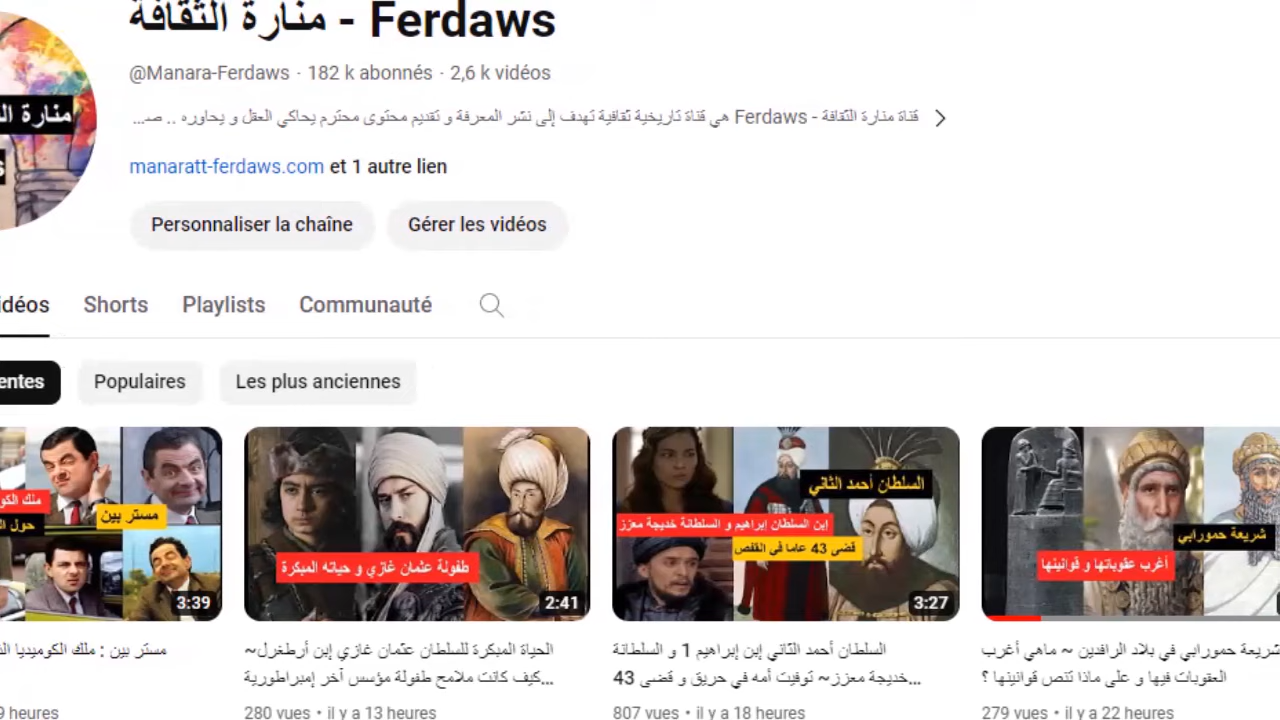 منارة الثقافة - Ferdaws
@Manara-Ferdaws · 182 k abonnés · 2,6 k vidéos
قناة منارة الثقافة - Ferdaws هي قناة تاريخية ثقافية تهدف إلى نشر المعرفة و تقديم محتوى محترم يحاكي العقل و يحاوره .. صد...
manaratt-ferdaws.com et 1 autre lien
Personnaliser la chaîne
Gérer les vidéos
Shorts
Playlists
Communauté
Populaires
Les plus anciennes
منارة
مستر بين
حول
3:39
طفولة عثمان غازي و حياته المبكرة
2:41
السلطان أحمد الثاني
إبن السلطان إبراهيم و السلطانة خديجة معزز
قضى 43 عاما في القفص
3:27
شريعة حمورابي
أغرب عقوباتها و قوانينها
مستر بين : ملك الكوميديا
الحياة المبكرة للسلطان عثمان غازي إبن أرطغرل~
كيف كانت ملامح طفولة مؤسس آخر إمبراطورية...
280 vues • il y a 13 heures
السلطان أحمد الثاني إبن إبراهيم 1 و السلطانة
خديجة معزز~ توفيت أمه في حريق و قضى 43...
807 vues • il y a 18 heures
شريعة حمورابي في بلاد الرافدين ~ ماهي أغرب
العقوبات فيها و على ماذا تنص قوانينها ؟
279 vues • il y a 22 heures
9 heures